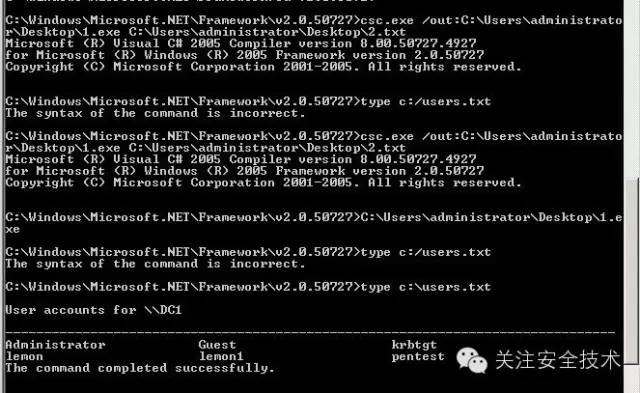 C:\Windows\Microsoft.NET\Framework\v2.0.50727>csc.exe /out:C:\Users\administrato
r\Desktop\1.exe C:\Users\administrator\Desktop\2.txt
Microsoft (R) Visual C# 2005 Compiler version 8.00.50727.4927
for Microsoft (R) Windows (R) 2005 Framework version 2.0.50727
Copyright (C) Microsoft Corporation 2001-2005. All rights reserved.
C:\Windows\Microsoft.NET\Framework\v2.0.50727>type c:/users.txt
The syntax of the command is incorrect.
C:\Windows\Microsoft.NET\Framework\v2.0.50727>csc.exe /out:C:\Users\administrato
r\Desktop\1.exe C:\Users\administrator\Desktop\2.txt
Microsoft (R) Visual C# 2005 Compiler version 8.00.50727.4927
for Microsoft (R) Windows (R) 2005 Framework version 2.0.50727
Copyright (C) Microsoft Corporation 2001-2005. All rights reserved.
C:\Windows\Microsoft.NET\Framework\v2.0.50727>C:\Users\administrator\Desktop\1.e
xe
C:\Windows\Microsoft.NET\Framework\v2.0.50727>type c:/users.txt
The syntax of the command is incorrect.
C:\Windows\Microsoft.NET\Framework\v2.0.50727>type c:\users.txt
User accounts for \\DC1
-------------------------------------------------------------------------------
Administrator Guest krbtgt
lemon lemon1 pentest
The command completed successfully.
关注安全技术